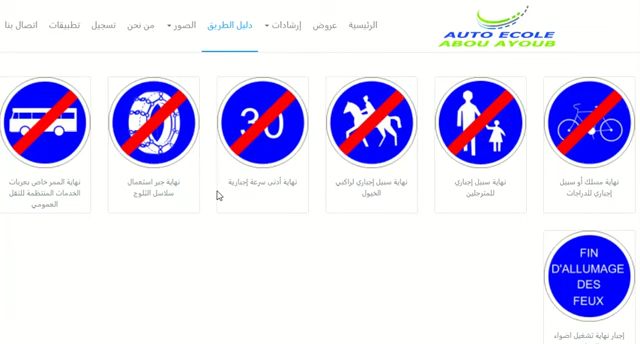 AUTO ECOLE
ABOU AYOUB
الرئيسية عروض إرشادات دليل الطريق الصور من نحن تسجيل تطبيقات اتصال بنا
30
نهاية مسلك أو سبيل
إجباري للدراجات
نهاية سبيل إجباري
للمترجلين
نهاية سبيل إجباري لراكبي
الخيول
نهاية أدنى سرعة إجبارية
نهاية جبر استعمال
سلاسل الثلوج
نهاية الممر خاص بعربات
الخدمات المنتظمة للنقل
العمومي
FIN
D'ALLUMAGE
DES
FEUX
إجبار نهاية تشغيل اضواء